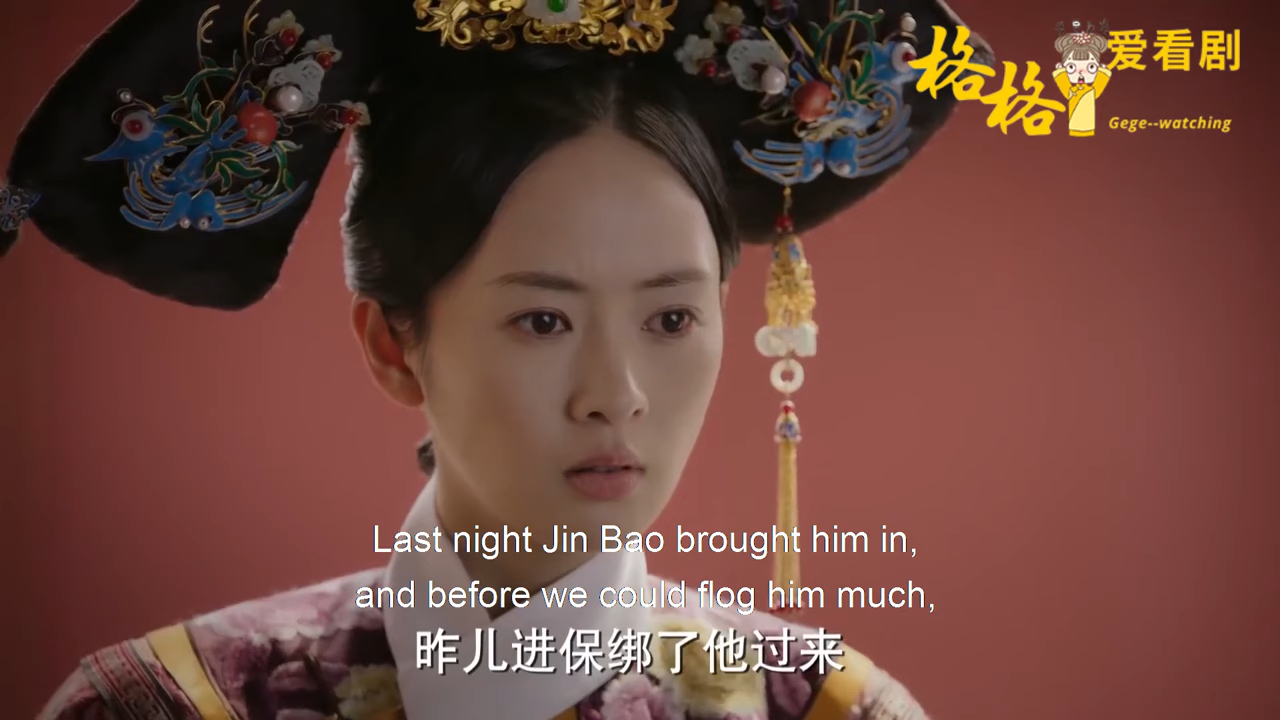 格格爱看剧
Gege--watching
Last night Jin Bao brought him in,
and before we could flog him much,
昨儿进保绑了他过来